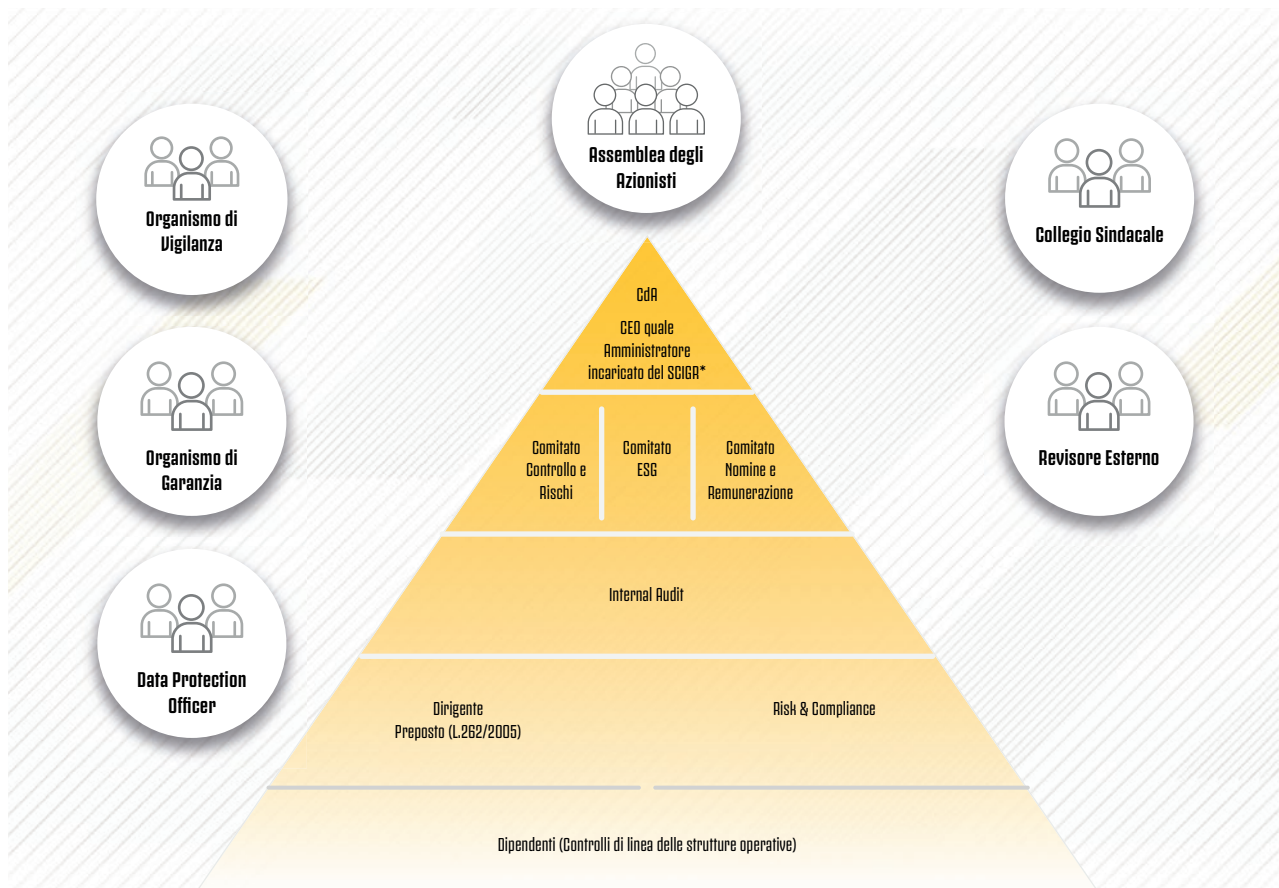 Assemblea degli
Azionisti
Organismo di
Vigilanza
Collegio Sindacale
Organismo di
Garanzia
Revisore Esterno
Data Protection
Officer
CdA
CEO quale
Amministratore
incaricato del SCIGR*
Comitato
Controllo e
Rischi
Comitato
ESG
Comitato
Nomine e
Remunerazione
Internal Audit
Dirigente
Preposto (L.262/2005)
Risk & Compliance
Dipendenti (Controlli di linea delle strutture operative)